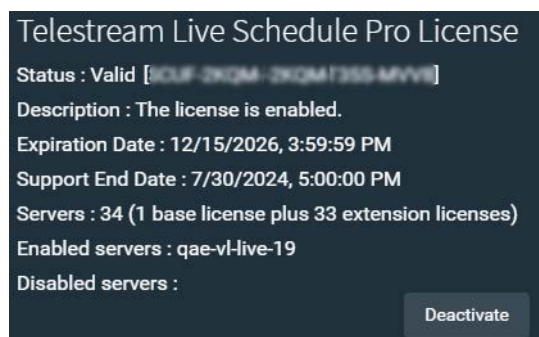 Telestream Live Schedule Pro License
Status : Valid [
]
Description : The license is enabled.
Expiration Date : 12/15/2026, 3:59:59 PM
Support End Date : 7/30/2024, 5:00:00 PM
Servers : 34 (1 base license plus 33 extension licenses)
Enabled servers : qae-vl-live-19
Disabled servers :
Deactivate